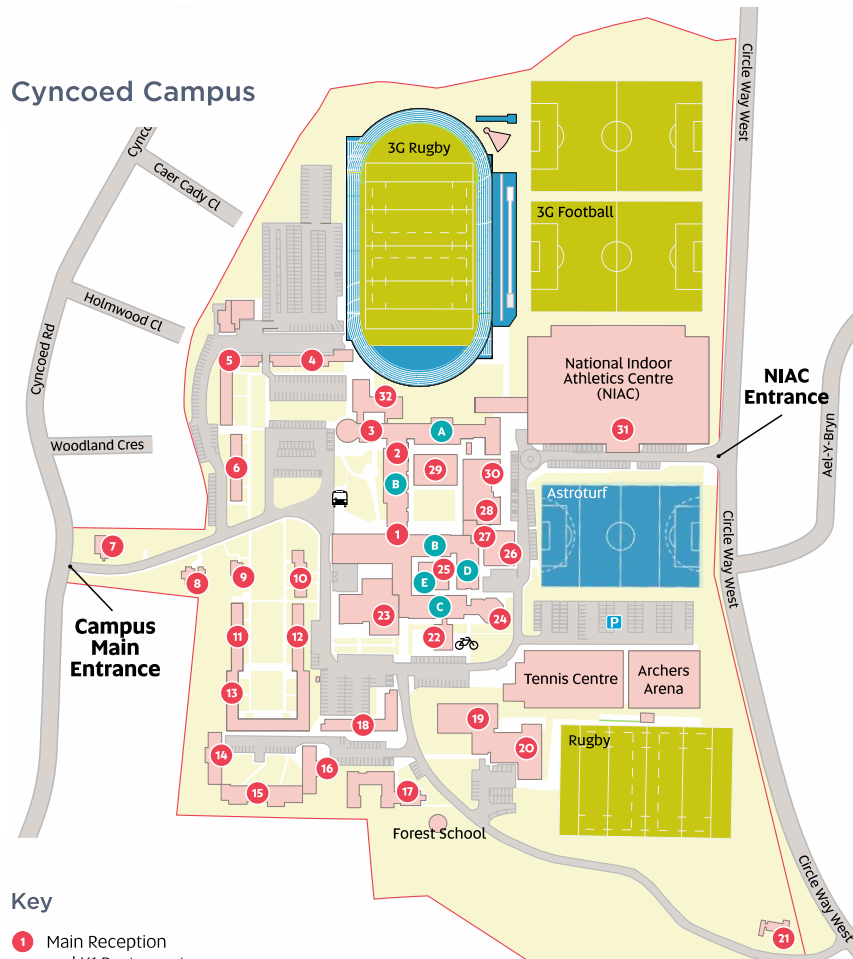 Cyncoed Campus
Circle Way West
3G Rugby
Caer Cady Cl
3G Football
Holmwood Cl
Cyncoed Rd
National Indoor
Athletics Centre
(NIAC)
NIAC
Entrance
5
4
32
31
3
A
2
Woodland Cres
Ael-Y-Bryn
6
29
30
B
Astroturf
28
1
27
7
B
26
Circle Way West
25
D
8
9
10
E
C
23
24
P
Campus
Main
Entrance
11
12
22
Tennis Centre
Archers
Arena
13
18
19
20
Rugby
14
16
15
17
Forest School
Circle Way West
21
Key
1 Main Reception